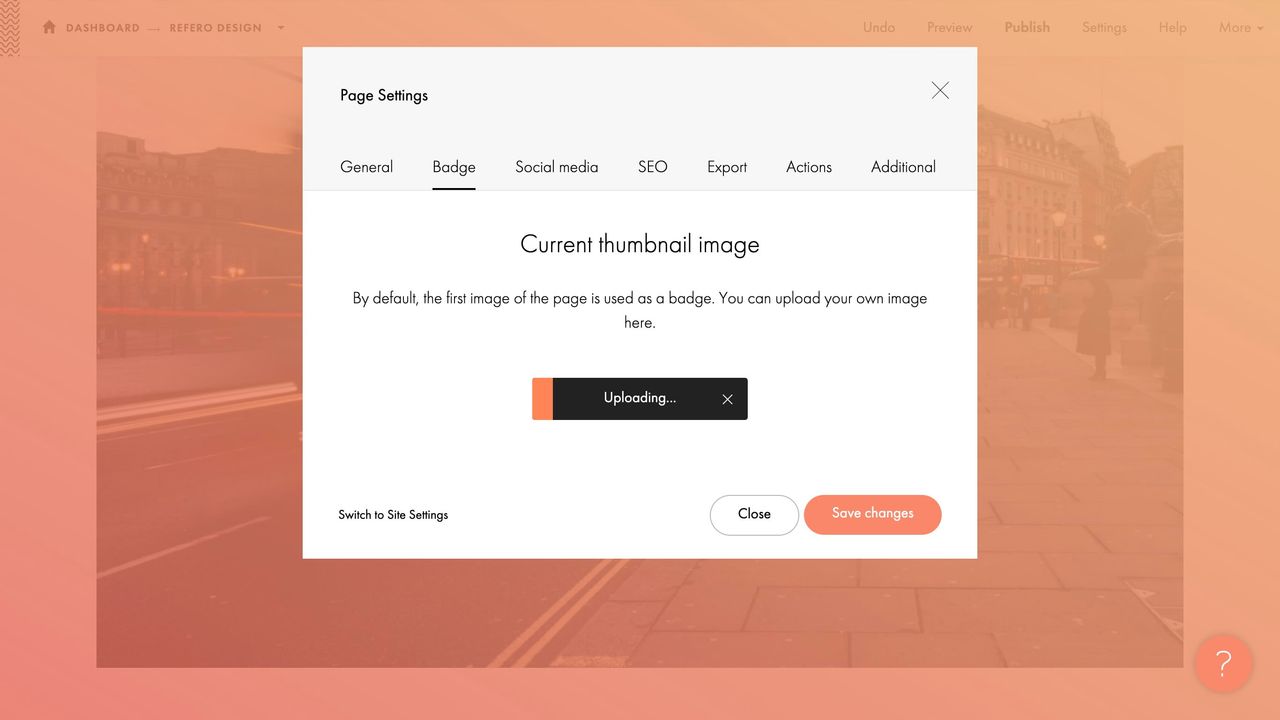 DASHBOARD — REFERO DESIGN
Undo Preview Publish Settings Help More
Page Settings
General Badge Social media SEO Export Actions Additional
Current thumbnail image
By default, the first image of the page is used as a badge. You can upload your own image
here.
Uploading...
Switch to Site Settings
Close Save changes
?